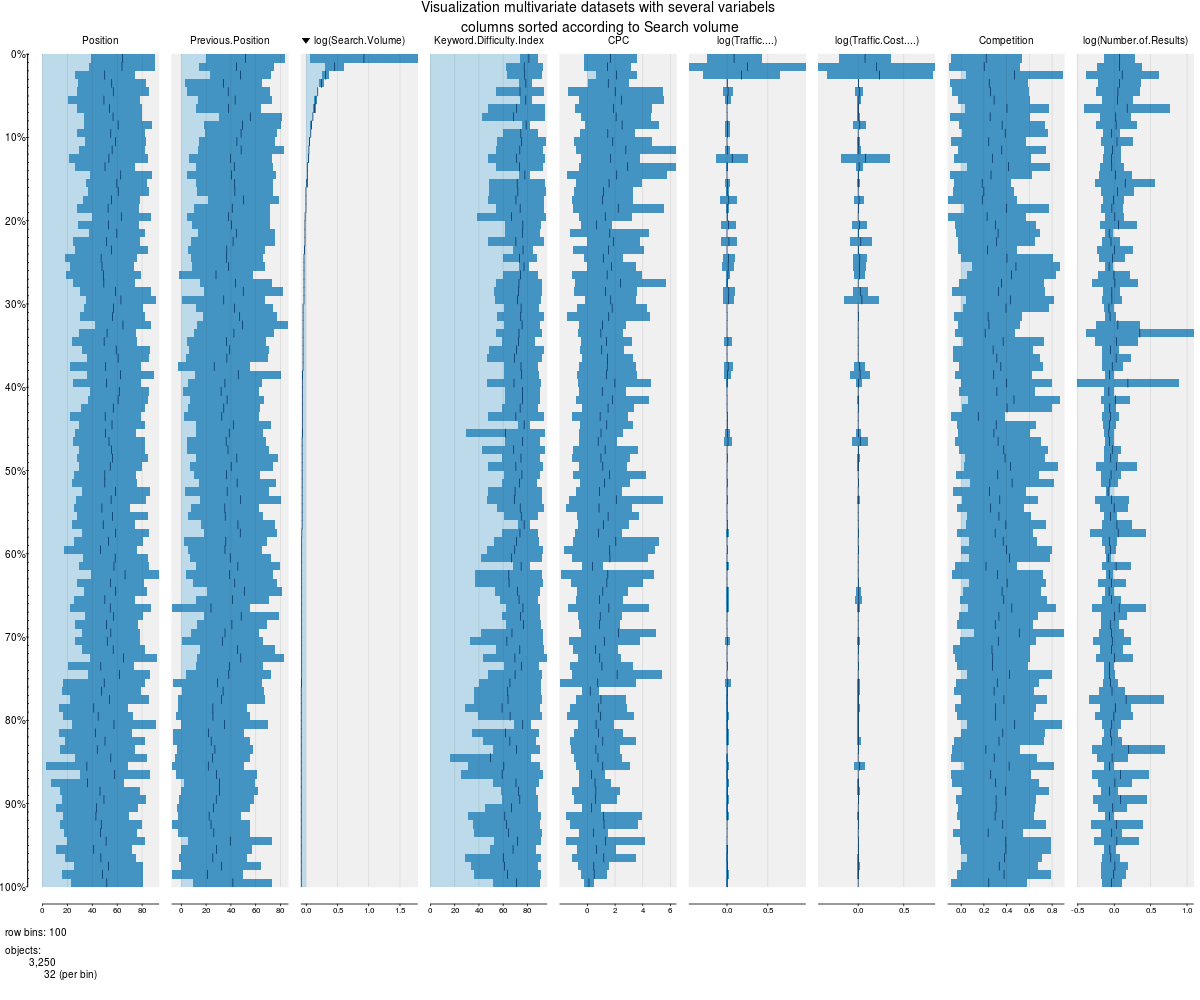 Visualization multivariate datasets with several variabels
columns sorted according to Search volume
Position Previous.Position log(Search.Volume) Keyword.Difficulty.Index CPC log(Traffic....) log(Traffic.Cost....) Competition log(Number.of.Results)
0%
10%
20%
30%
40%
50%
60%
70%
80%
90%
100%
0 20 40 60 80 0 20 40 60 80 0.0 0.5 1.0 1.5 0 20 40 60 80 0 2 4 6 0.0 0.5 0.0 0.5 0.0 0.2 0.4 0.6 0.8 -0.5 0.0 0.5 1.0
row bins: 100
objects:
3,250
32 (per bin)